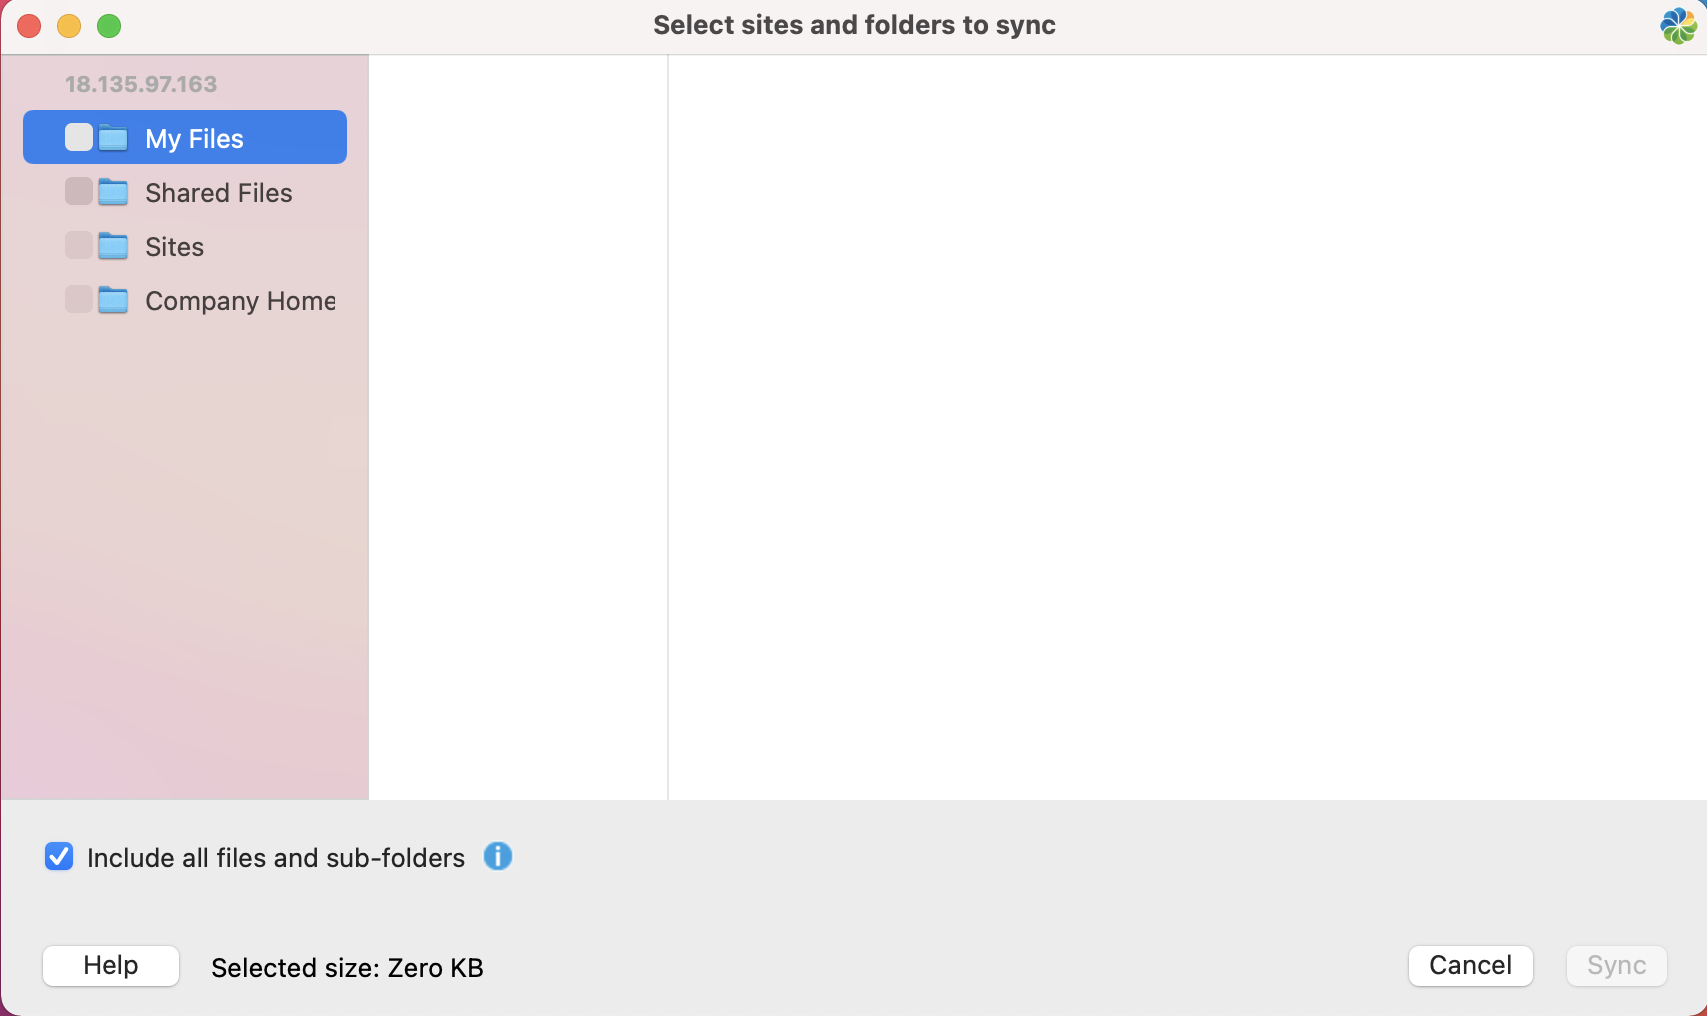 Select sites and folders to sync
18.135.97.163
My Files
Shared Files
Sites
Company Home
Include all files and sub-folders
Help
Selected size: Zero KB
Cancel
Sync